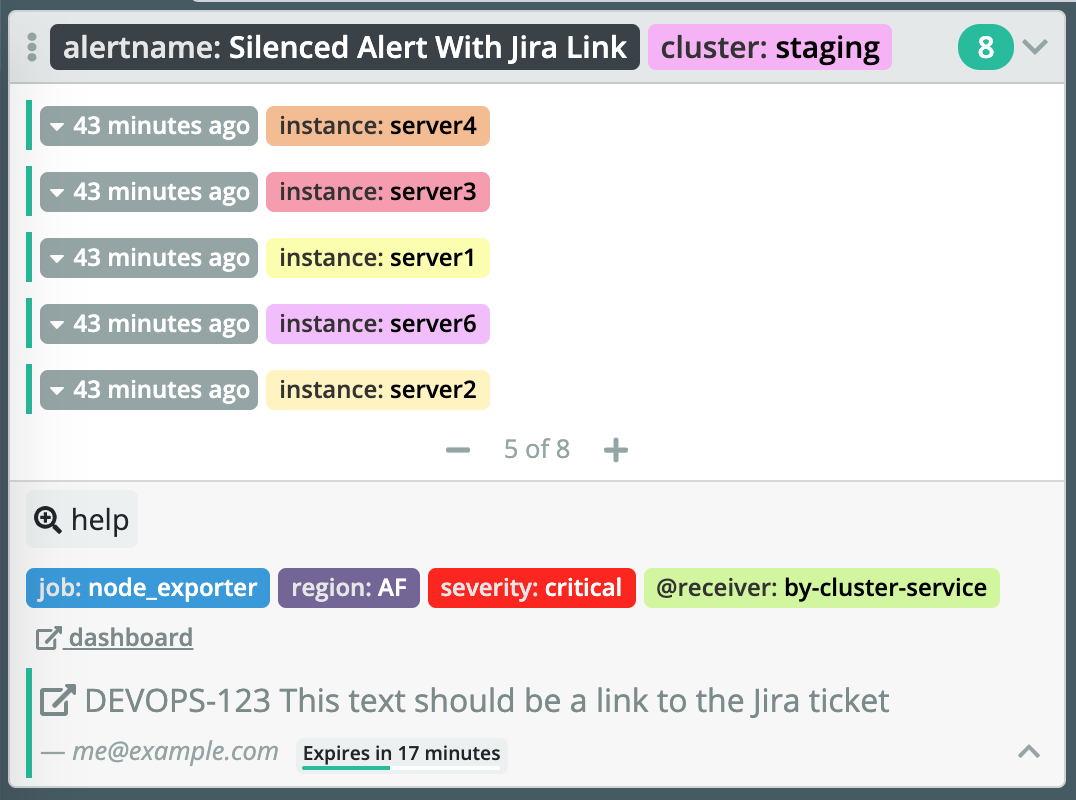 alertname: Silenced Alert With Jira Link cluster: staging 8
43 minutes ago instance: server4
43 minutes ago instance: server3
43 minutes ago instance: server1
43 minutes ago instance: server6
43 minutes ago instance: server2
5 of 8
help
job: node_exporter region: AF severity: critical @receiver: by-cluster-service
dashboard
DEVOPS-123 This text should be a link to the Jira ticket
— me@example.com Expires in 17 minutes